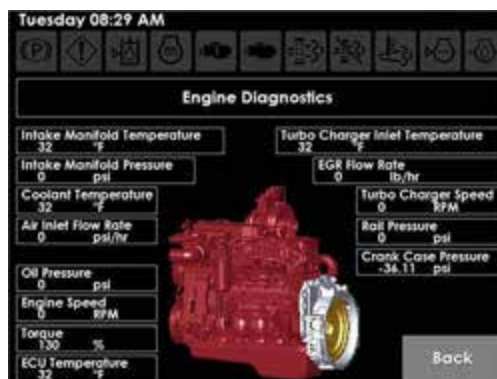 Tuesday 08:29 AM
(P)
Engine Diagnostics
Intake Manifold Temperature
32 °F
Turbo Charger Inlet Temperature
32 °F
Intake Manifold Pressure
0 psi
EGR Flow Rate
0 lb/hr
Coolant Temperature
32 °F
Turbo Charger Speed
0 RPM
Air Inlet Flow Rate
0 psi/hr
Rail Pressure
0 psi
Crank Case Pressure
-36.11 psi
Oil Pressure
0 psi
Engine Speed
0 RPM
Torque
130 %
ECU Temperature
32 °F
Back